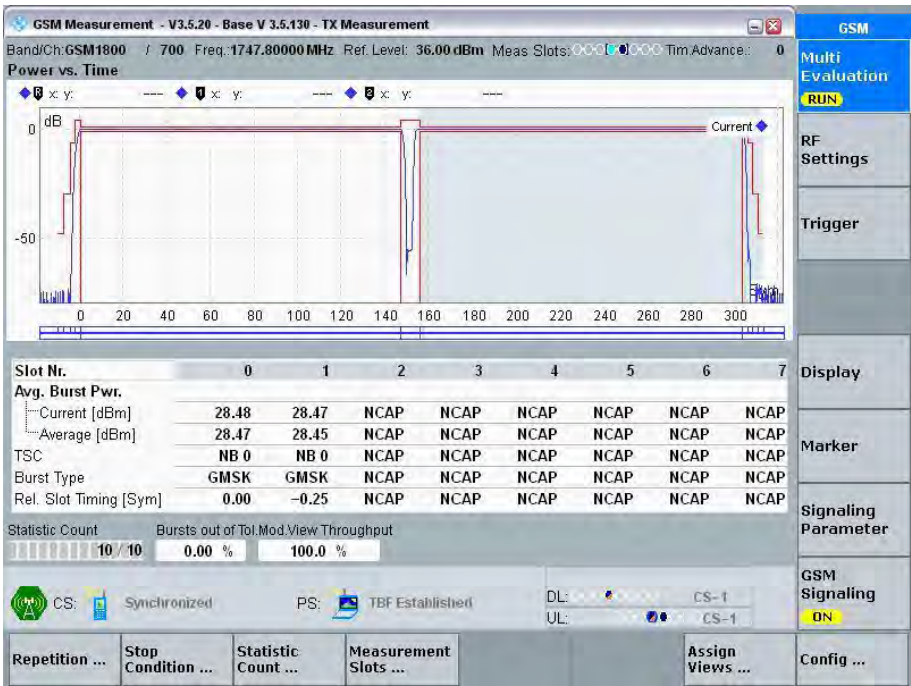 GSM Measurement - V3.5.20 - Base V 3.5.130 - TX Measurement
GSM
Band/Ch:GSM1800 / 700 Freq.:1747.80000 MHz Ref. Level: 36.00 dBm Meas Slots: Tim.Advance.: 0
Power vs. Time
Multi Evaluation
RUN
R x: y: --- 1 x: y: --- 2 x: y: ---
dB
Current
0
-50
0 20 40 60 80 100 120 140 160 180 200 220 240 260 280 300
RF Settings
Trigger
Slot Nr. 0 1 2 3 4 5 6 7
Avg. Burst Pwr.
Current [dBm] 28.48 28.47 NCAP NCAP NCAP NCAP NCAP NCAP
Average [dBm] 28.47 28.45 NCAP NCAP NCAP NCAP NCAP NCAP
TSC NB 0 NB 0 NCAP NCAP NCAP NCAP NCAP NCAP
Burst Type GMSK GMSK NCAP NCAP NCAP NCAP NCAP NCAP
Rel. Slot Timing [Sym] 0.00 −0.25 NCAP NCAP NCAP NCAP NCAP NCAP
Display
Marker
Signaling Parameter
Statistic Count Bursts out of Tol. Mod.View Throughput
10 / 10 0.00 % 100.0 %
CS: Synchronized PS: TBF Established
DL: CS-1
UL: CS-1
GSM Signaling
ON
Repetition ...
Stop Condition ...
Statistic Count ...
Measurement Slots ...
Assign Views ...
Config ...